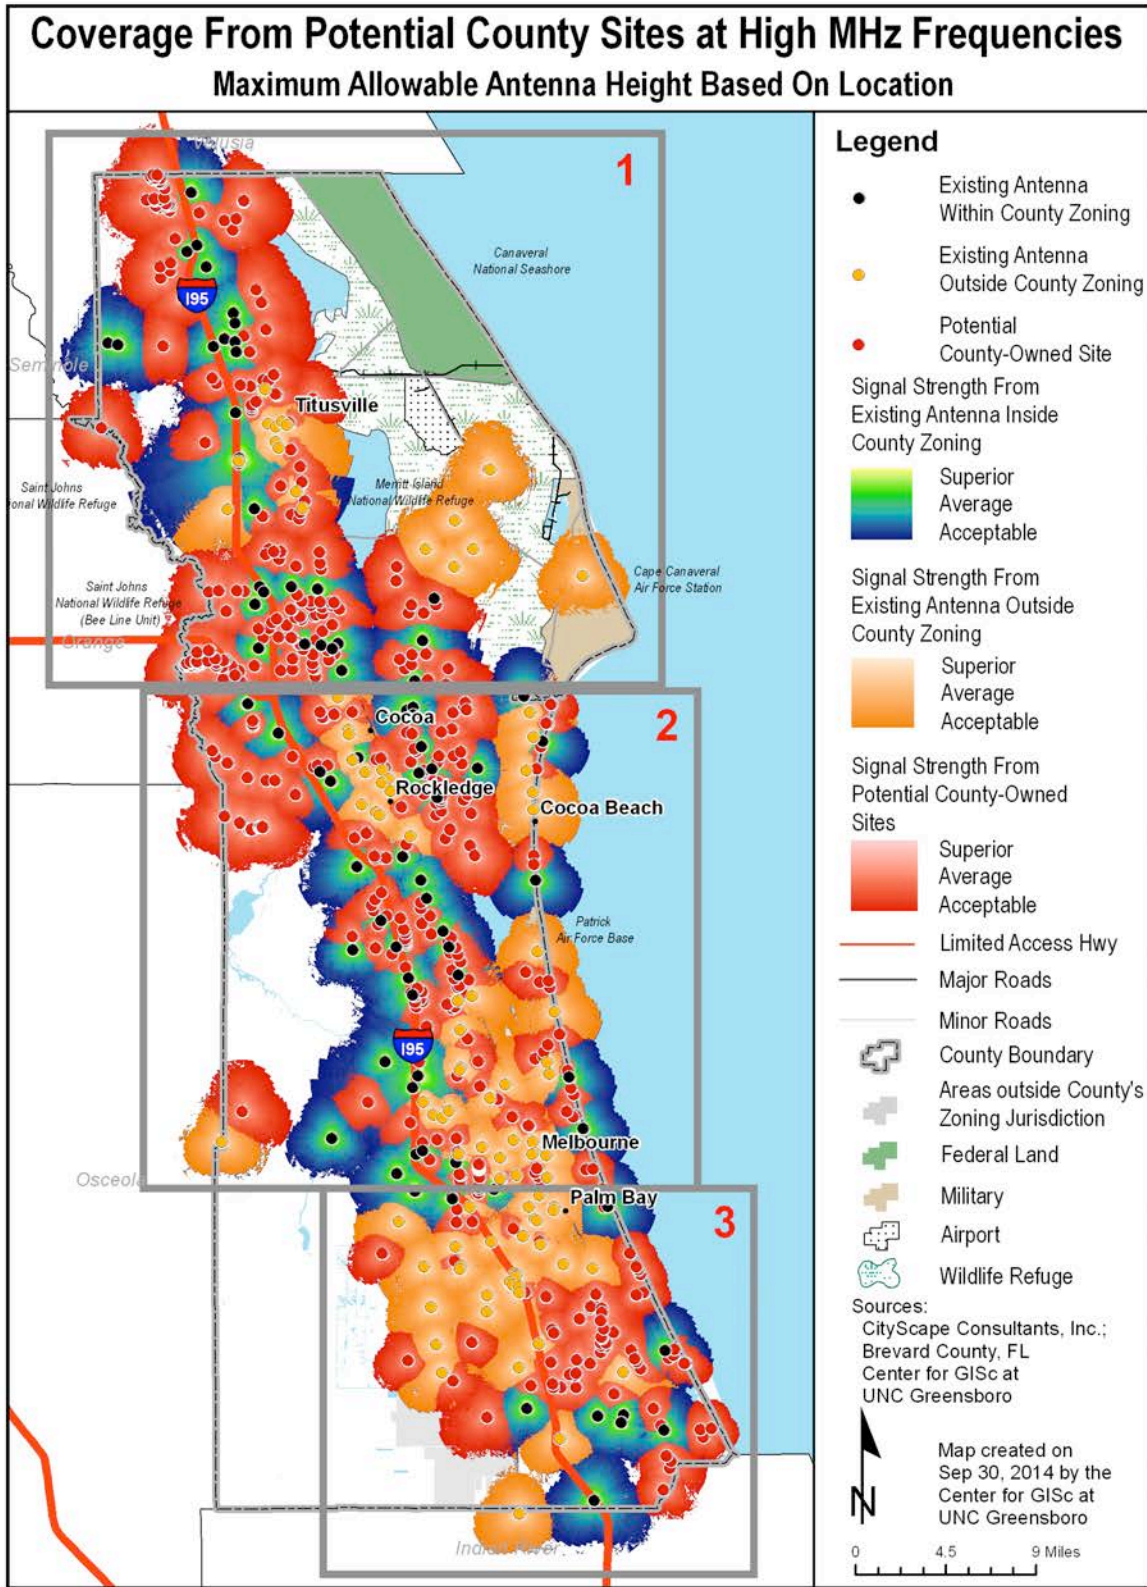 Coverage From Potential County Sites at High MHz Frequencies
Maximum Allowable Antenna Height Based On Location
Volusia
1
Canaveral
National Seashore
I95
Seminole
Titusville
Saint Johns
onal Wildlife Refuge
Merritt Island
National Wildlife Refuge
Saint Johns
National Wildlife Refuge
(Bee Line Unit)
Cape Canaveral
Air Force Station
Orange
2
Cocoa
Rockledge
Cocoa Beach
Patrick
Air Force Base
I95
Melbourne
Osceola
Palm Bay
3
Indian River
Legend
Existing Antenna
Within County Zoning
Existing Antenna
Outside County Zoning
Potential
County-Owned Site
Signal Strength From
Existing Antenna Inside
County Zoning
Superior
Average
Acceptable
Signal Strength From
Existing Antenna Outside
County Zoning
Superior
Average
Acceptable
Signal Strength From
Potential County-Owned
Sites
Superior
Average
Acceptable
Limited Access Hwy
Major Roads
Minor Roads
County Boundary
Areas outside County's
Zoning Jurisdiction
Federal Land
Military
Airport
Wildlife Refuge
Sources:
CityScape Consultants, Inc.;
Brevard County, FL
Center for GISc at
UNC Greensboro
N
Map created on
Sep 30, 2014 by the
Center for GISc at
UNC Greensboro
0 4.5 9 Miles